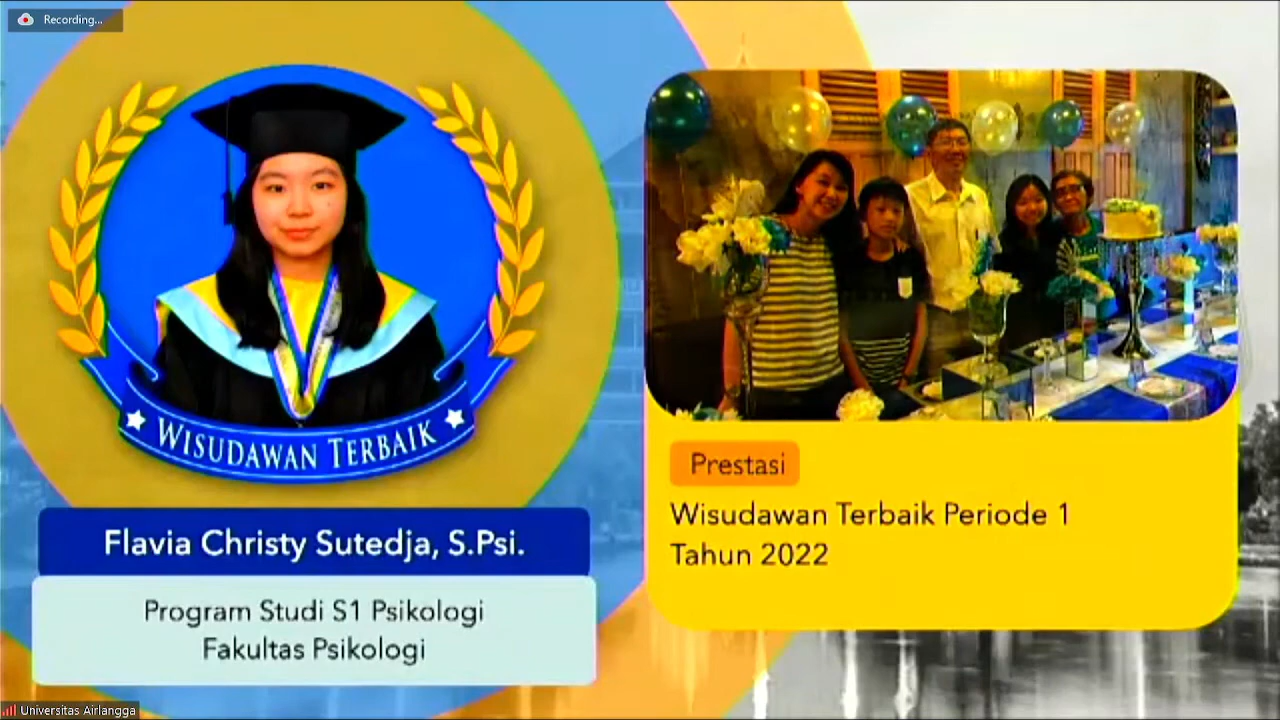 Recording...
WISUDAWAN TERBAIK
Flavia Christy Sutedja, S.Psi.
Program Studi S1 Psikologi
Fakultas Psikologi
Prestasi
Wisudawan Terbaik Periode 1
Tahun 2022
Universitas Airlangga